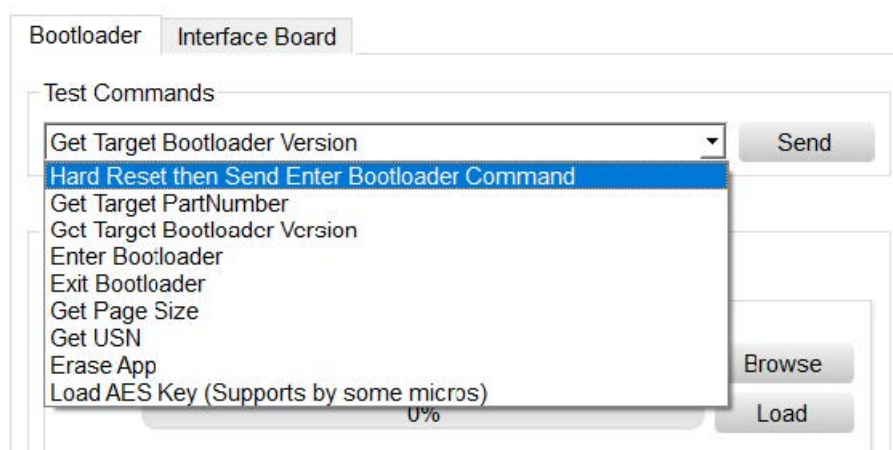 Bootloader Interface Board
Test Commands
Get Target Bootloader Version Send
Hard Reset then Send Enter Bootloader Command
Get Target PartNumber
Get Target Bootloader Version
Enter Bootloader
Exit Bootloader
Get Page Size
Get USN
Erase App
Browse
Load AES Key (Supports by some micros)
0% Load